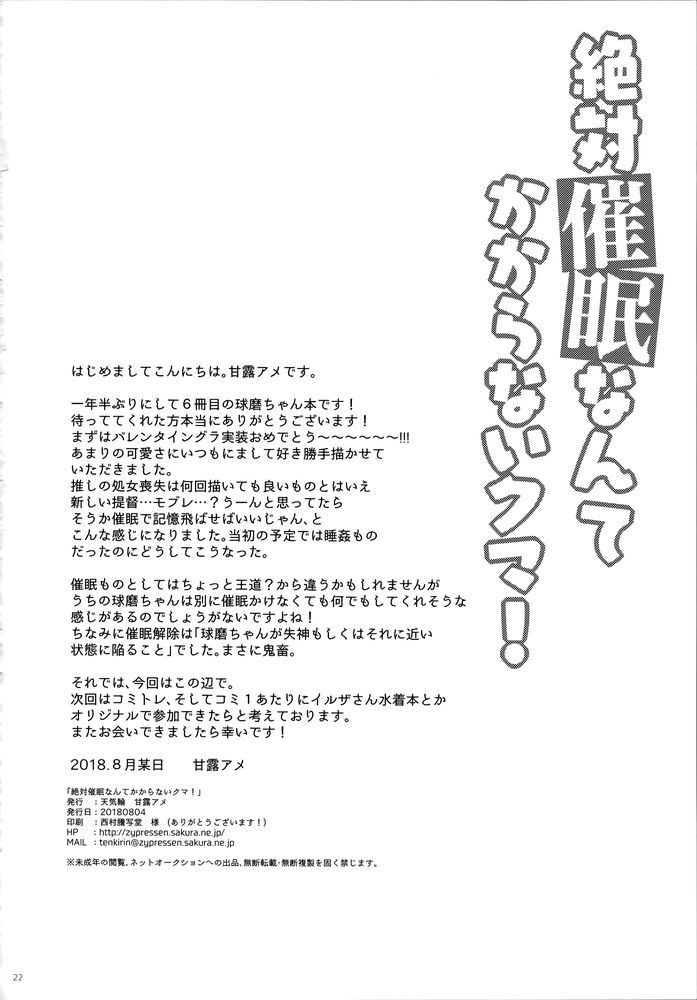 絶対催眠なんて
かからないクマ！
はじめましてこんにちは。甘露アメです。
一年半ぶりにして６冊目の球磨ちゃん本です！
待っててくれた方本当にありがとうございます！
まずはバレンタイングラ実装おめでとう～～～～～～!!!
あまりの可愛さにいつもにまして好き勝手描かせて
いただきました。
推しの処女喪失は何回描いても良いものとはいえ
新しい提督…モブレ…？うーんと思ってたら
そうか催眠で記憶飛ばせばいいじゃん、と
こんな感じになりました。当初の予定では睡姦もの
だったのにどうしてこうなった。
催眠ものとしてはちょっと王道？から違うかもしれませんが
うちの球磨ちゃんは別に催眠かけなくても何でもしてくれそうな
感じがあるのでしょうがないですよね！
ちなみに催眠解除は「球磨ちゃんが失神もしくはそれに近い
状態に陥ること」でした。まさに鬼畜。
それでは、今回はこの辺で。
次回はコミトレ、そしてコミ１あたりにイルザさん水着本とか
オリジナルで参加できたらと考えております。
またお会いできましたら幸いです！
2018.８月某日　甘露アメ
「絶対催眠なんてかからないクマ！」
発行　：天気輪　甘露アメ
発行日：20180804
印刷　：西村謄写堂　様　（ありがとうございます！）
HP　：http://zypressen.sakura.ne.jp/
MAIL　：tenkirin@zypressen.sakura.ne.jp
※未成年の閲覧、ネットオークションへの出品、無断転載・無断複製を固く禁じます。
22